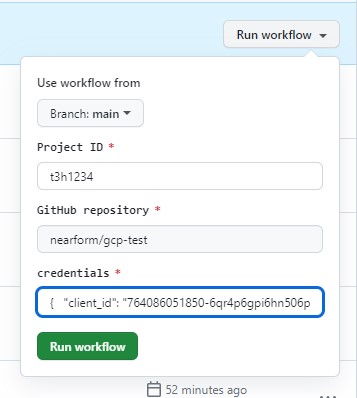 Run workflow
Use workflow from
Branch: main
Project ID *
t3h1234
GitHub repository *
nearform/gcp-test
credentials *
{ "client_id": "764086051850-6qr4p6gpi6hn506p
Run workflow
52 minutes ago
...